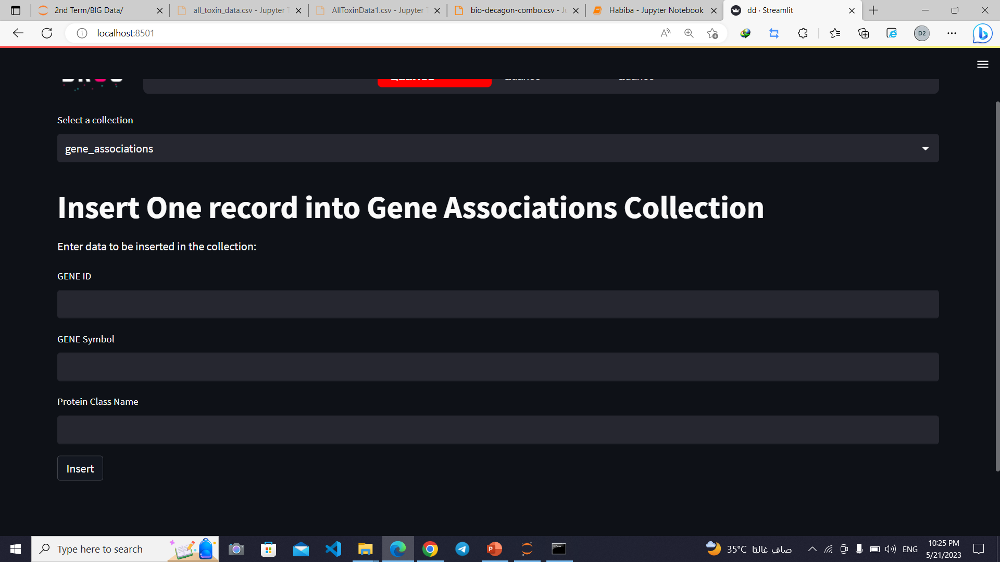 2nd Term/BIG Data/
all_toxin_data.csv - Jupyter
AllToxinData1.csv - Jupyter
bio-decagon-combo.csv - Ju
Habiba - Jupyter Notebook
dd · Streamlit
localhost:8501
D2
Select a collection
gene_associations
Insert One record into Gene Associations Collection
Enter data to be inserted in the collection:
GENE ID
GENE Symbol
Protein Class Name
Insert
Type here to search
35°C صافٍ غالبًا
ENG
10:25 PM
5/21/2023